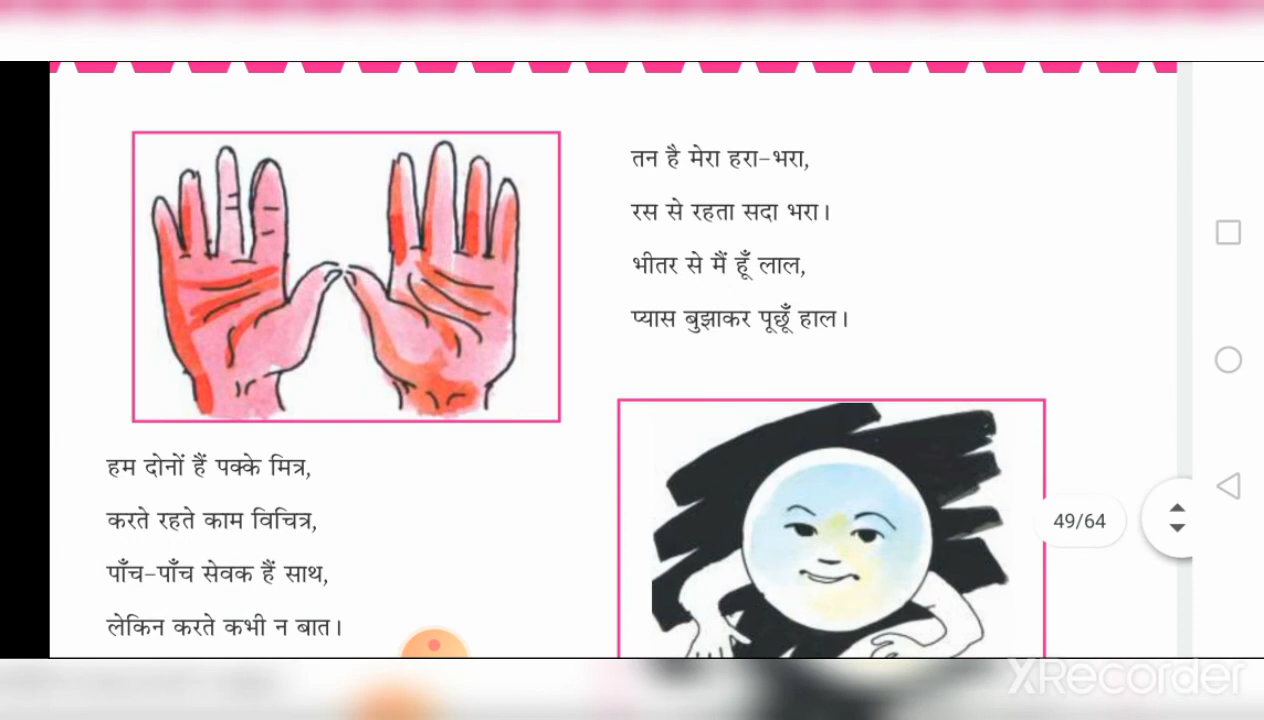 तन है मेरा हरा-भरा,
रस से रहता सदा भरा।
भीतर से मैं हूँ लाल,
प्यास बुझाकर पूछूँ हाल।
हम दोनों हैं पक्के मित्र,
करते रहते काम विचित्र,
पाँच-पाँच सेवक हैं साथ,
लेकिन करते कभी न बात।
49/64
XRecorder